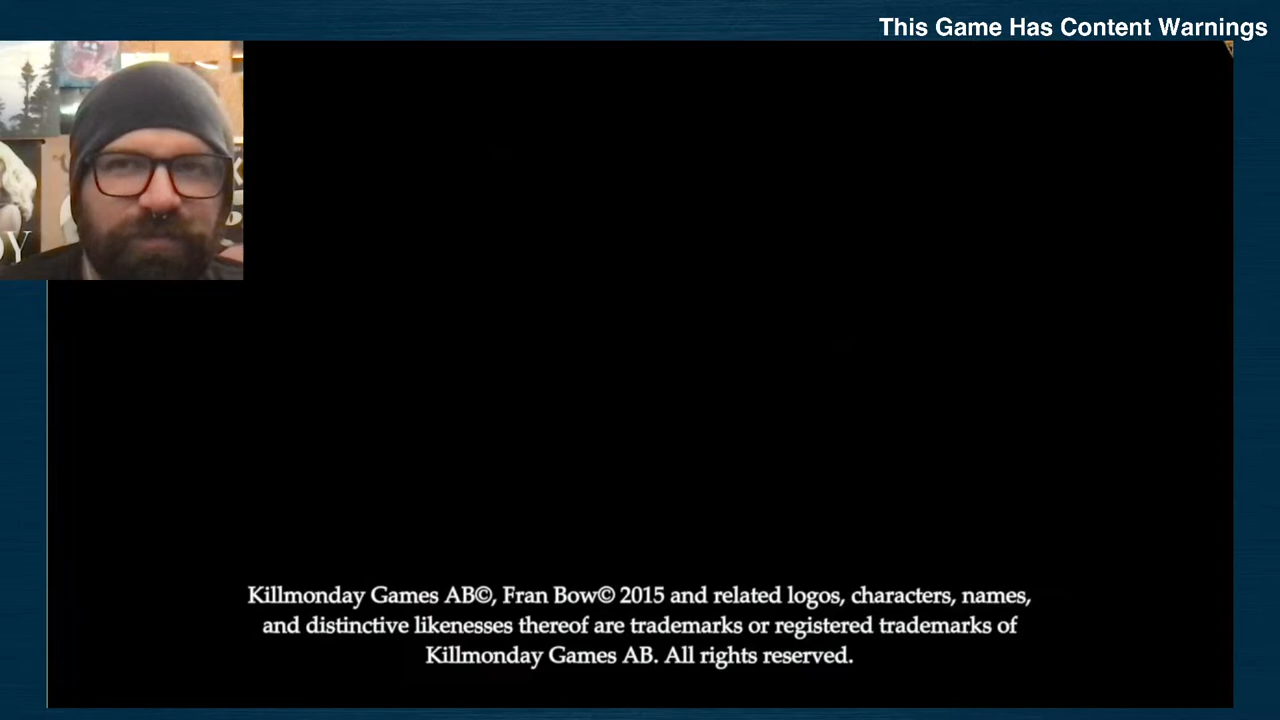 This Game Has Content Warnings
Killmonday Games AB©, Fran Bow© 2015 and related logos, characters, names,
and distinctive likenesses thereof are trademarks or registered trademarks of
Killmonday Games AB. All rights reserved.